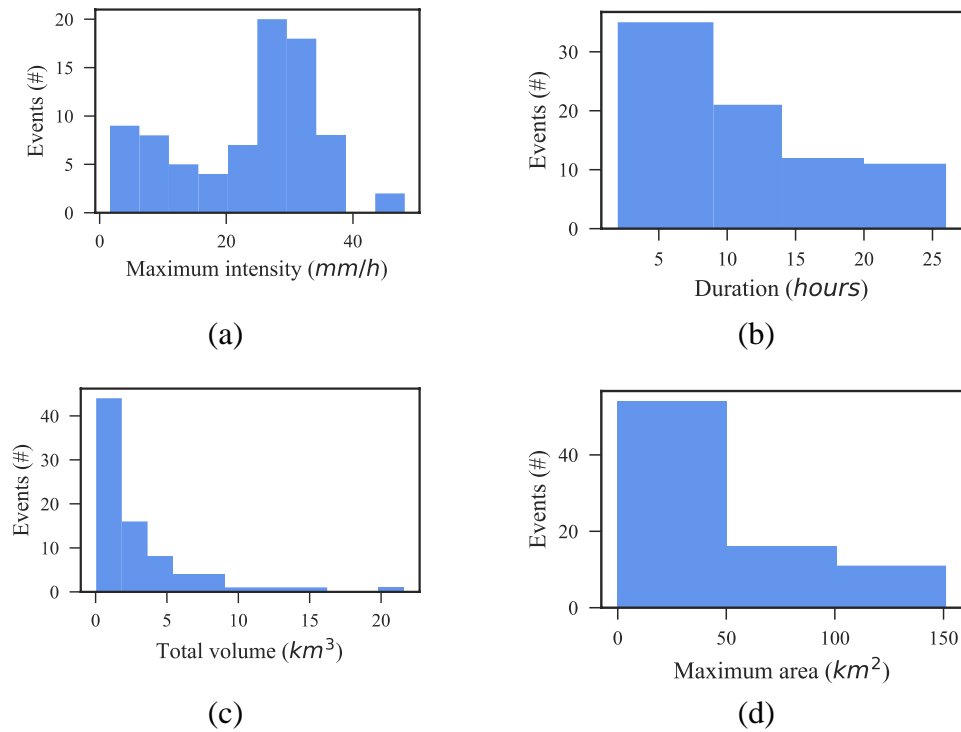 Events (#)
20
15
10
5
0
0
20
40
Maximum intensity (mm/h)
(a)
Events (#)
30
20
10
0
5
10
15
20
25
Duration (hours)
(b)
Events (#)
40
30
20
10
0
0
5
10
15
20
Total volume (km³)
(c)
Events (#)
40
20
0
0
50
100
150
Maximum area (km²)
(d)